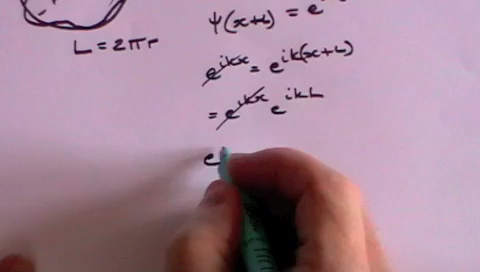 L = 2πr
ψ(x+L) = e
e^{ikx} = e^{ik(x+L)}
= e^{ikx} e^{ikL}
e